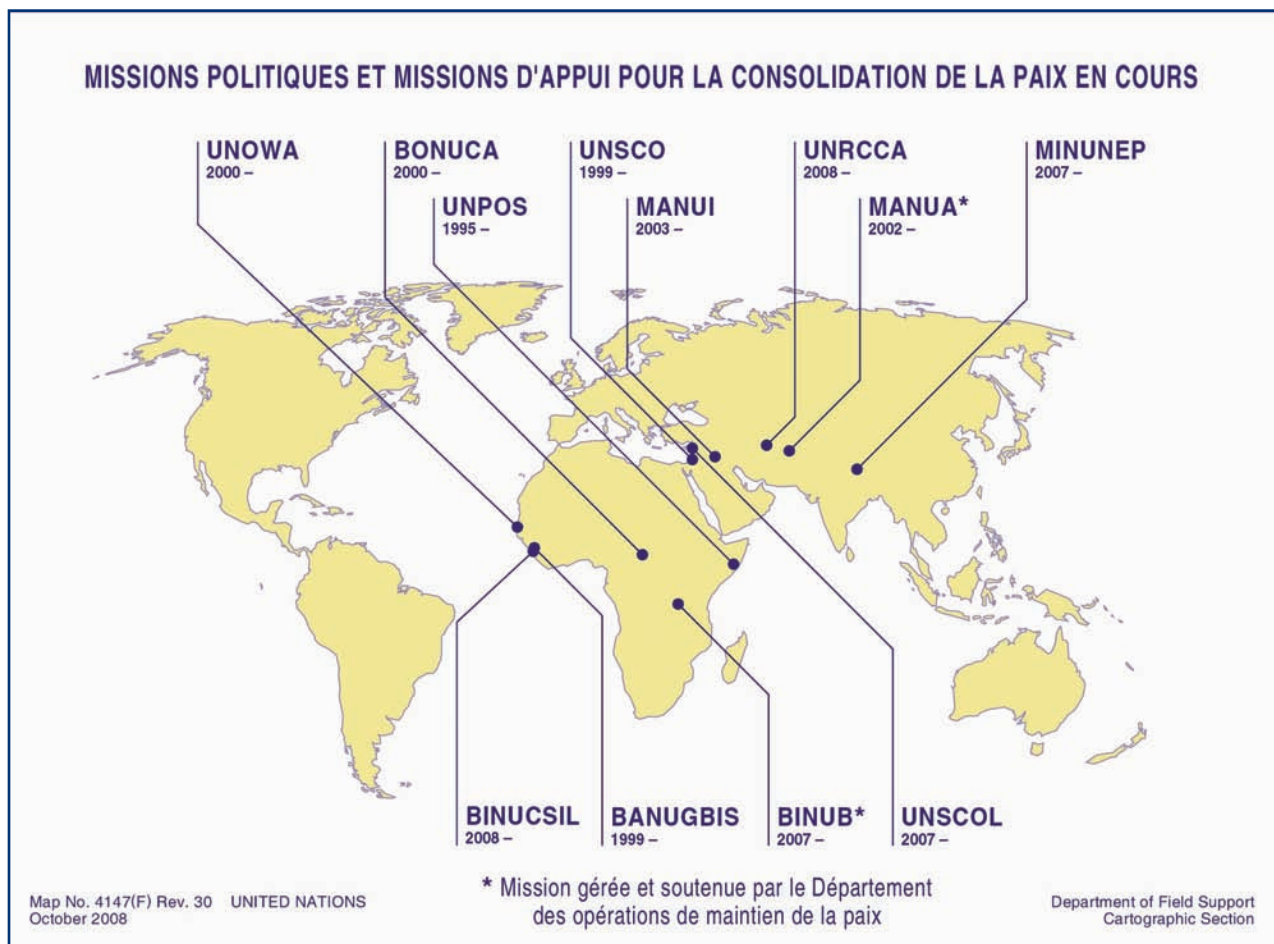 MISSIONS POLITIQUES ET MISSIONS D'APPUI POUR LA CONSOLIDATION DE LA PAIX EN COURS
UNOWA
2000 –
BONUCA
2000 –
UNSCO
1999 –
UNRCCA
2008 –
MINUNEP
2007 –
UNPOS
1995 –
MANUI
2003 –
MANUA*
2002 –
BINUCSIL
2008 –
BANUGBIS
1999 –
BINUB*
2007 –
UNSCOL
2007 –
* Mission gérée et soutenue par le Département
des opérations de maintien de la paix
Map No. 4147(F) Rev. 30 UNITED NATIONS
October 2008
Department of Field Support
Cartographic Section